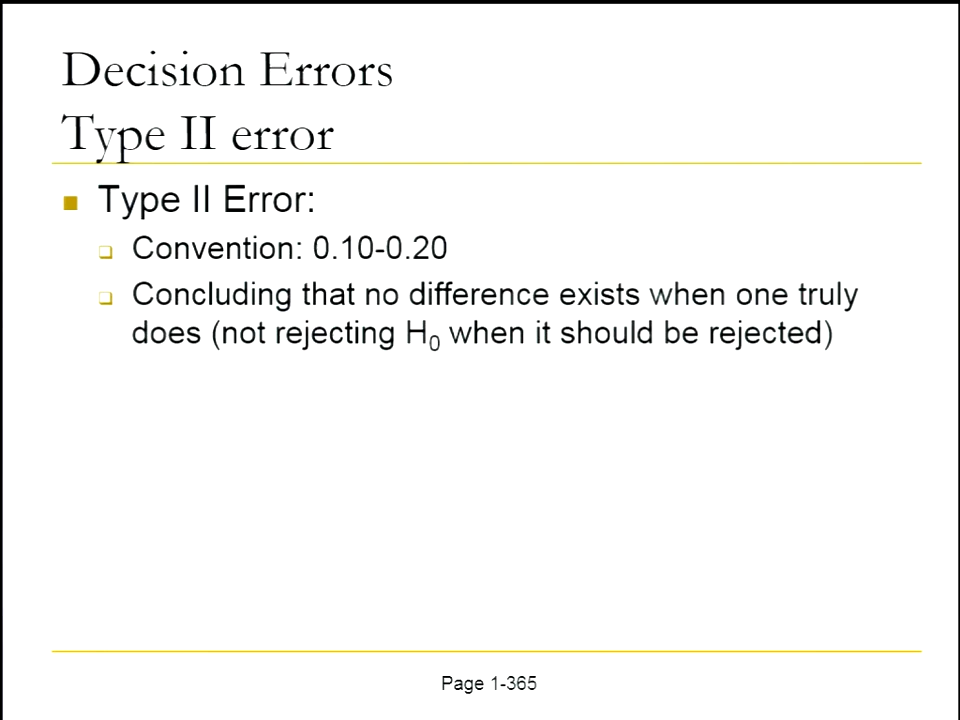 Decision Errors
Type II error
Type II Error:
Convention: 0.10-0.20
Concluding that no difference exists when one truly
does (not rejecting H₀ when it should be rejected)
Page 1-365